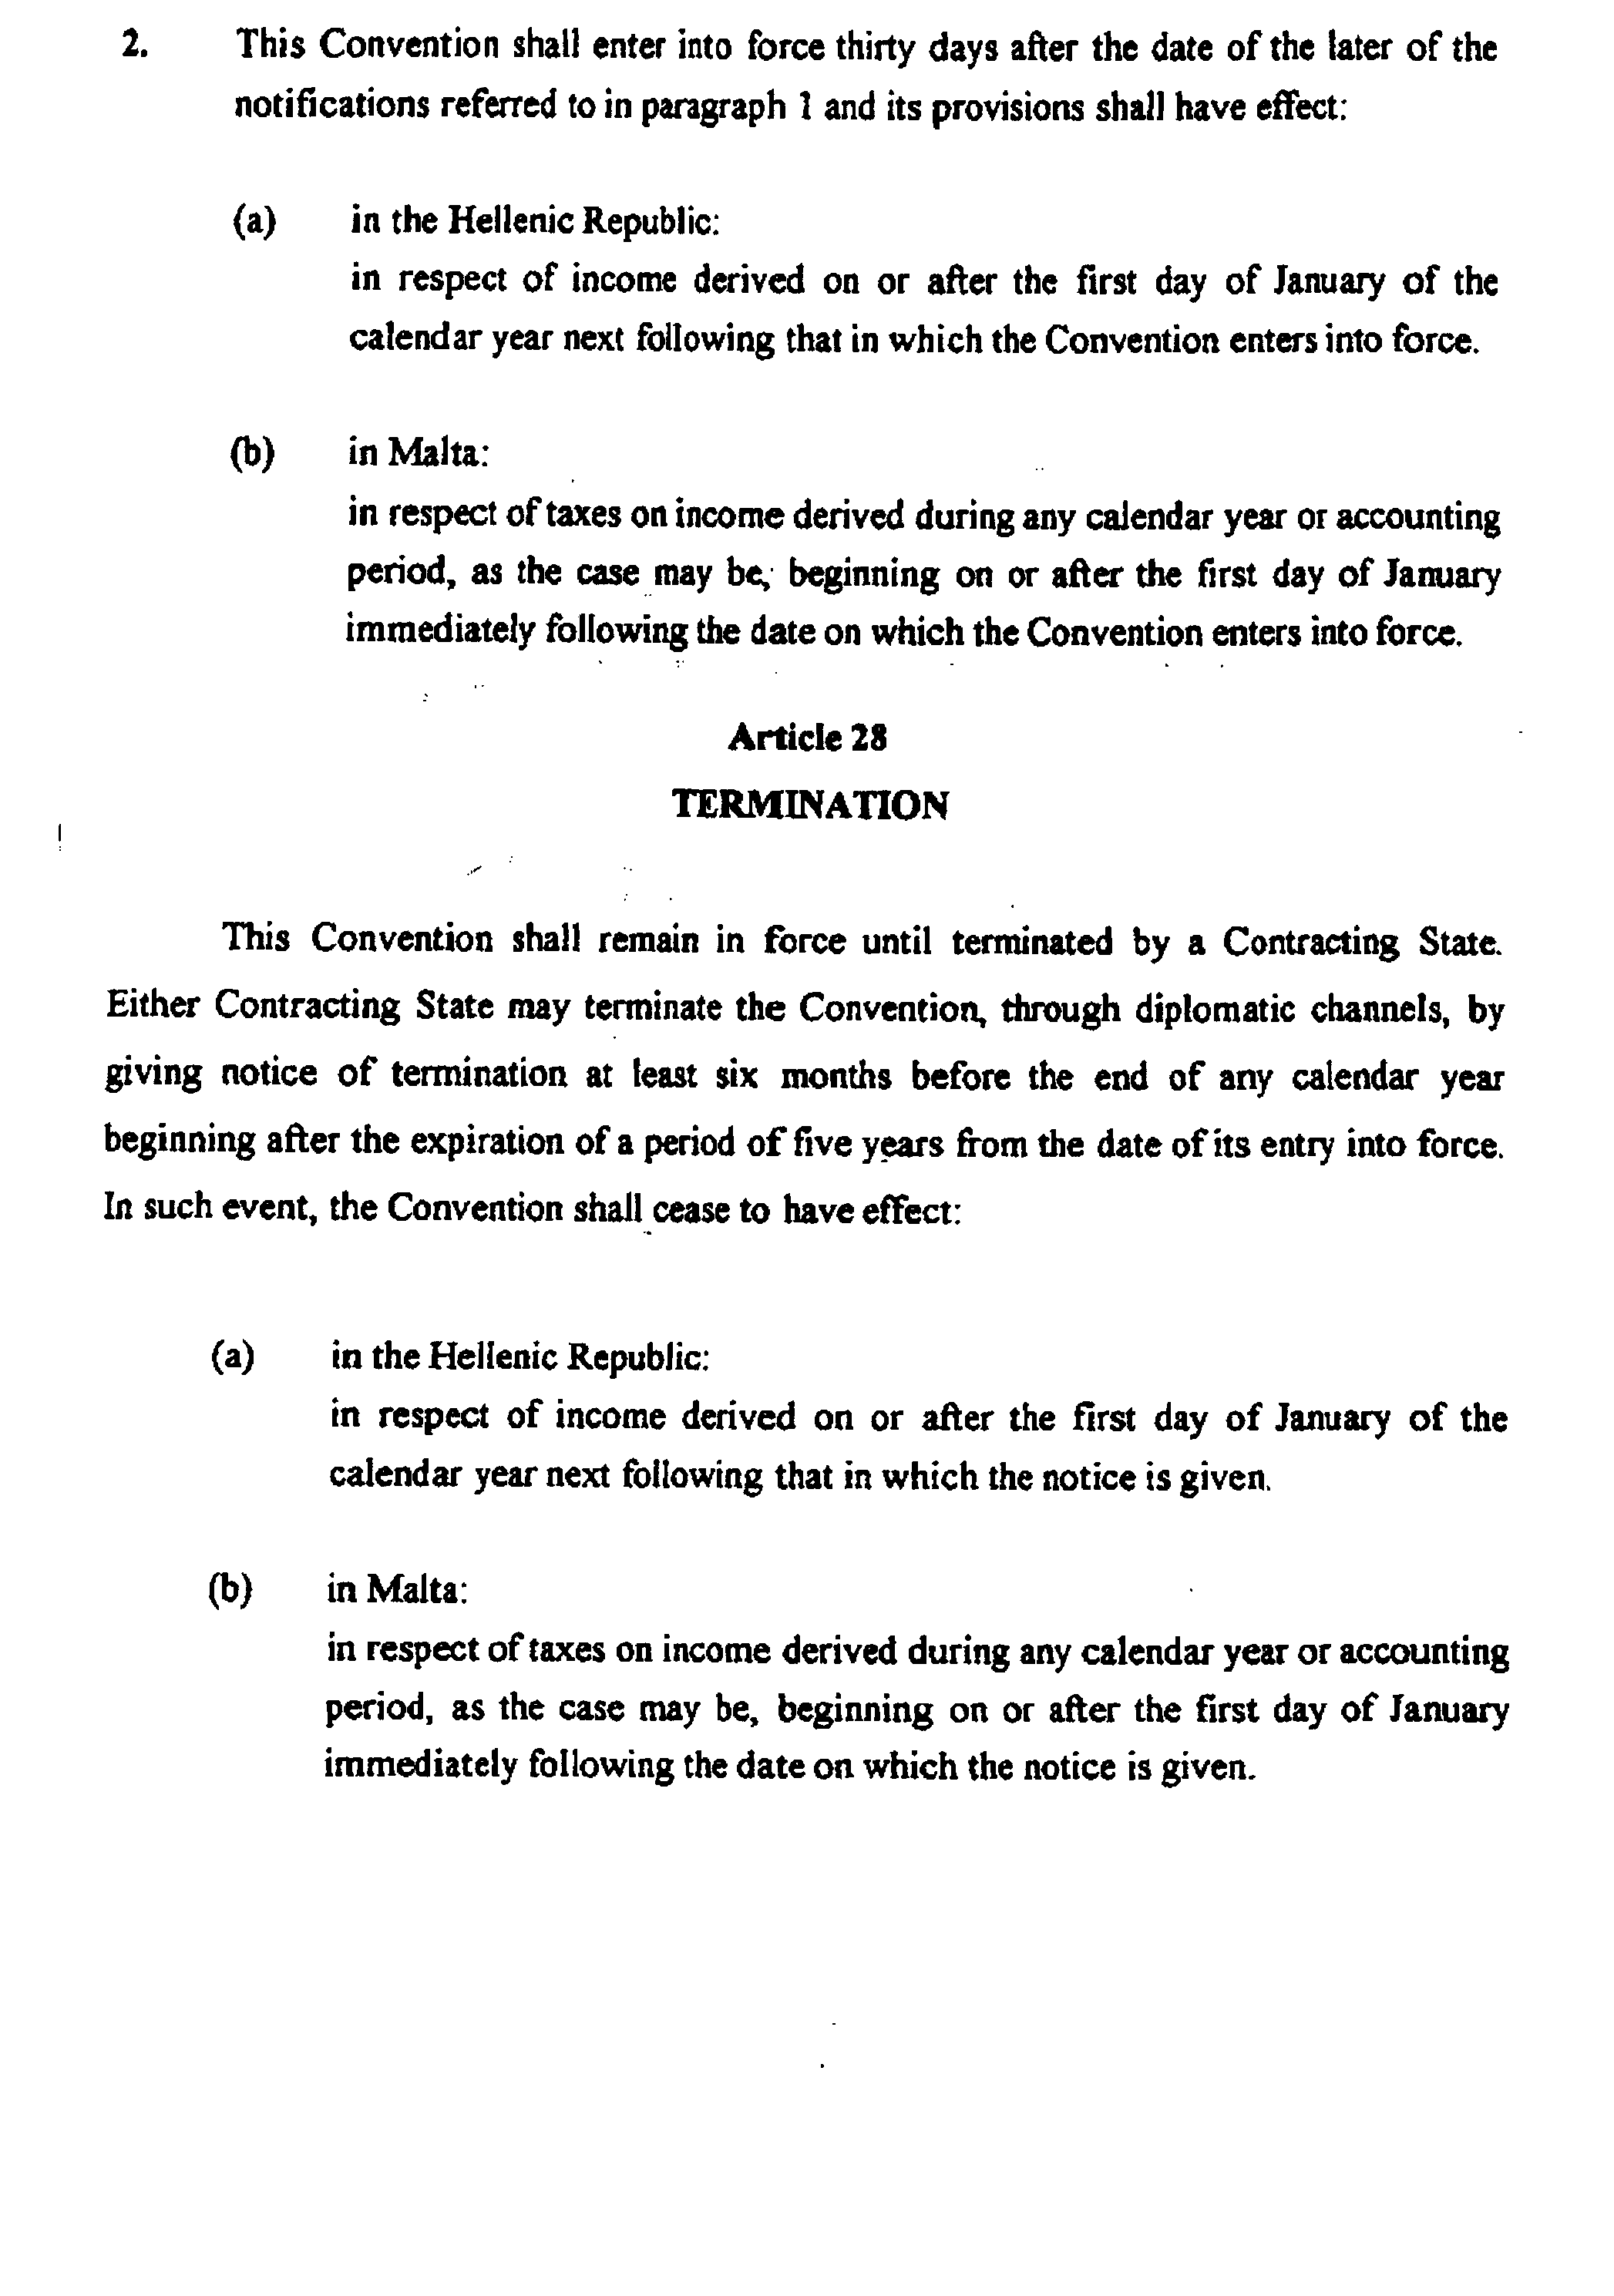 2. This Convention shall enter into force thirty days after the date of the later of the
notifications referred to in paragraph 1 and its provisions shall have effect:
(a) in the Hellenic Republic:
in respect of income derived on or after the first day of January of the
calendar year next following that in which the Convention enters into force.
(b) in Malta:
in respect of taxes on income derived during any calendar year or accounting
period, as the case may be, beginning on or after the first day of January
immediately following the date on which the Convention enters into force.
Article 28
TERMINATION
This Convention shall remain in force until terminated by a Contracting State.
Either Contracting State may terminate the Convention, through diplomatic channels, by
giving notice of termination at least six months before the end of any calendar year
beginning after the expiration of a period of five years from the date of its entry into force.
In such event, the Convention shall cease to have effect:
(a) in the Hellenic Republic:
in respect of income derived on or after the first day of January of the
calendar year next following that in which the notice is given.
(b) in Malta:
in respect of taxes on income derived during any calendar year or accounting
period, as the case may be, beginning on or after the first day of January
immediately following the date on which the notice is given.